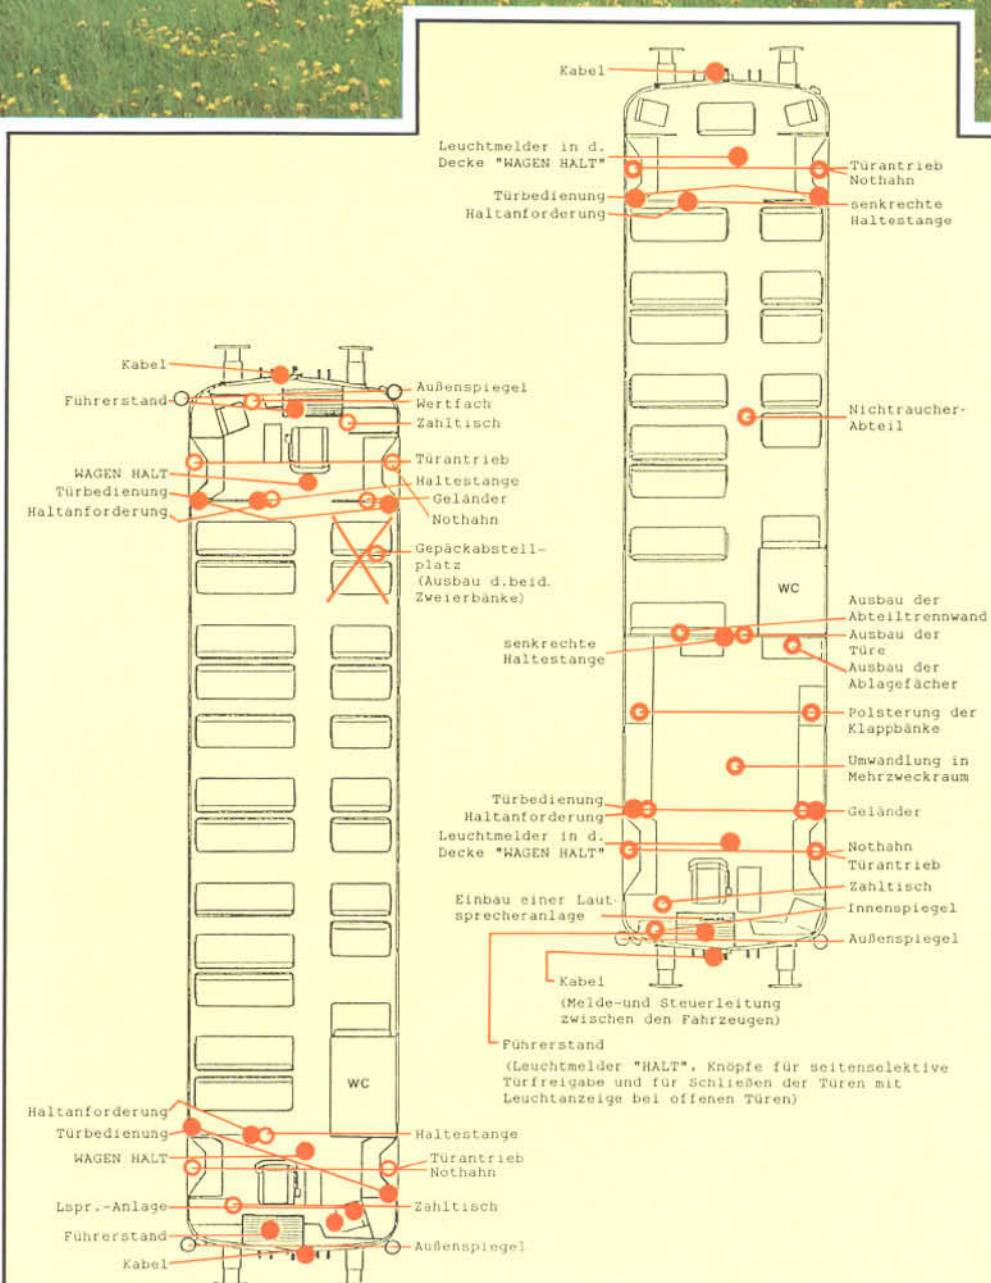 Kabel
Leuchtmelder in d.
Decke "WAGEN HALT"
Türbedienung
Haltanforderung
Türantrieb
Nothahn
senkrechte
Haltestange
Nichtraucher-
Abteil
WC
senkrechte
Haltestange
Ausbau der
Abteiltrennwand
Ausbau der
Türe
Ausbau der
Ablagefächer
Polsterung der
Klappbänke
Umwandlung in
Mehrzweckraum
Türbedienung
Haltanforderung
Leuchtmelder in d.
Decke "WAGEN HALT"
Geländer
Nothahn
Türantrieb
Einbau einer Laut-
sprecheranlage
Zahltisch
Innenspiegel
Außenspiegel
Kabel
(Melde-und Steuerleitung
zwischen den Fahrzeugen)
Führerstand
(Leuchtmelder "HALT", Knöpfe für seitenselektive
Türfreigabe und für Schließen der Türen mit
Leuchtanzeige bei offenen Türen)
Kabel
Führerstand
Außenspiegel
Wertfach
Zahltisch
WAGEN HALT
Türbedienung
Haltanforderung
Türantrieb
Haltestange
Geländer
Nothahn
Gepäckabstell-
platz
(Ausbau d.beid.
Zweierbänke)
WC
Haltanforderung
Türbedienung
WAGEN HALT
Haltestange
Türantrieb
Nothahn
Lspr.-Anlage
Zahltisch
Führerstand
Außenspiegel
Kabel